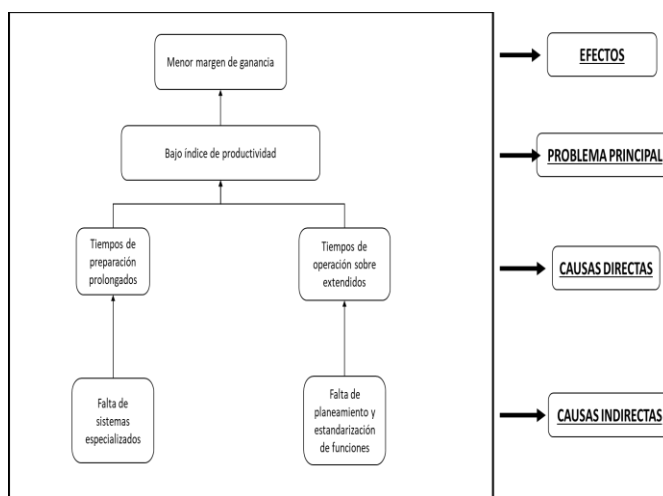 Menor margen de ganancia
EFECTOS
Bajo índice de productividad
PROBLEMA PRINCIPAL
Tiempos de
preparación
prolongados
Tiempos de
operación sobre
extendidos
CAUSAS DIRECTAS
Falta de
sistemas
especializados
Falta de
planeamiento y
estandarización
de funciones
CAUSAS INDIRECTAS